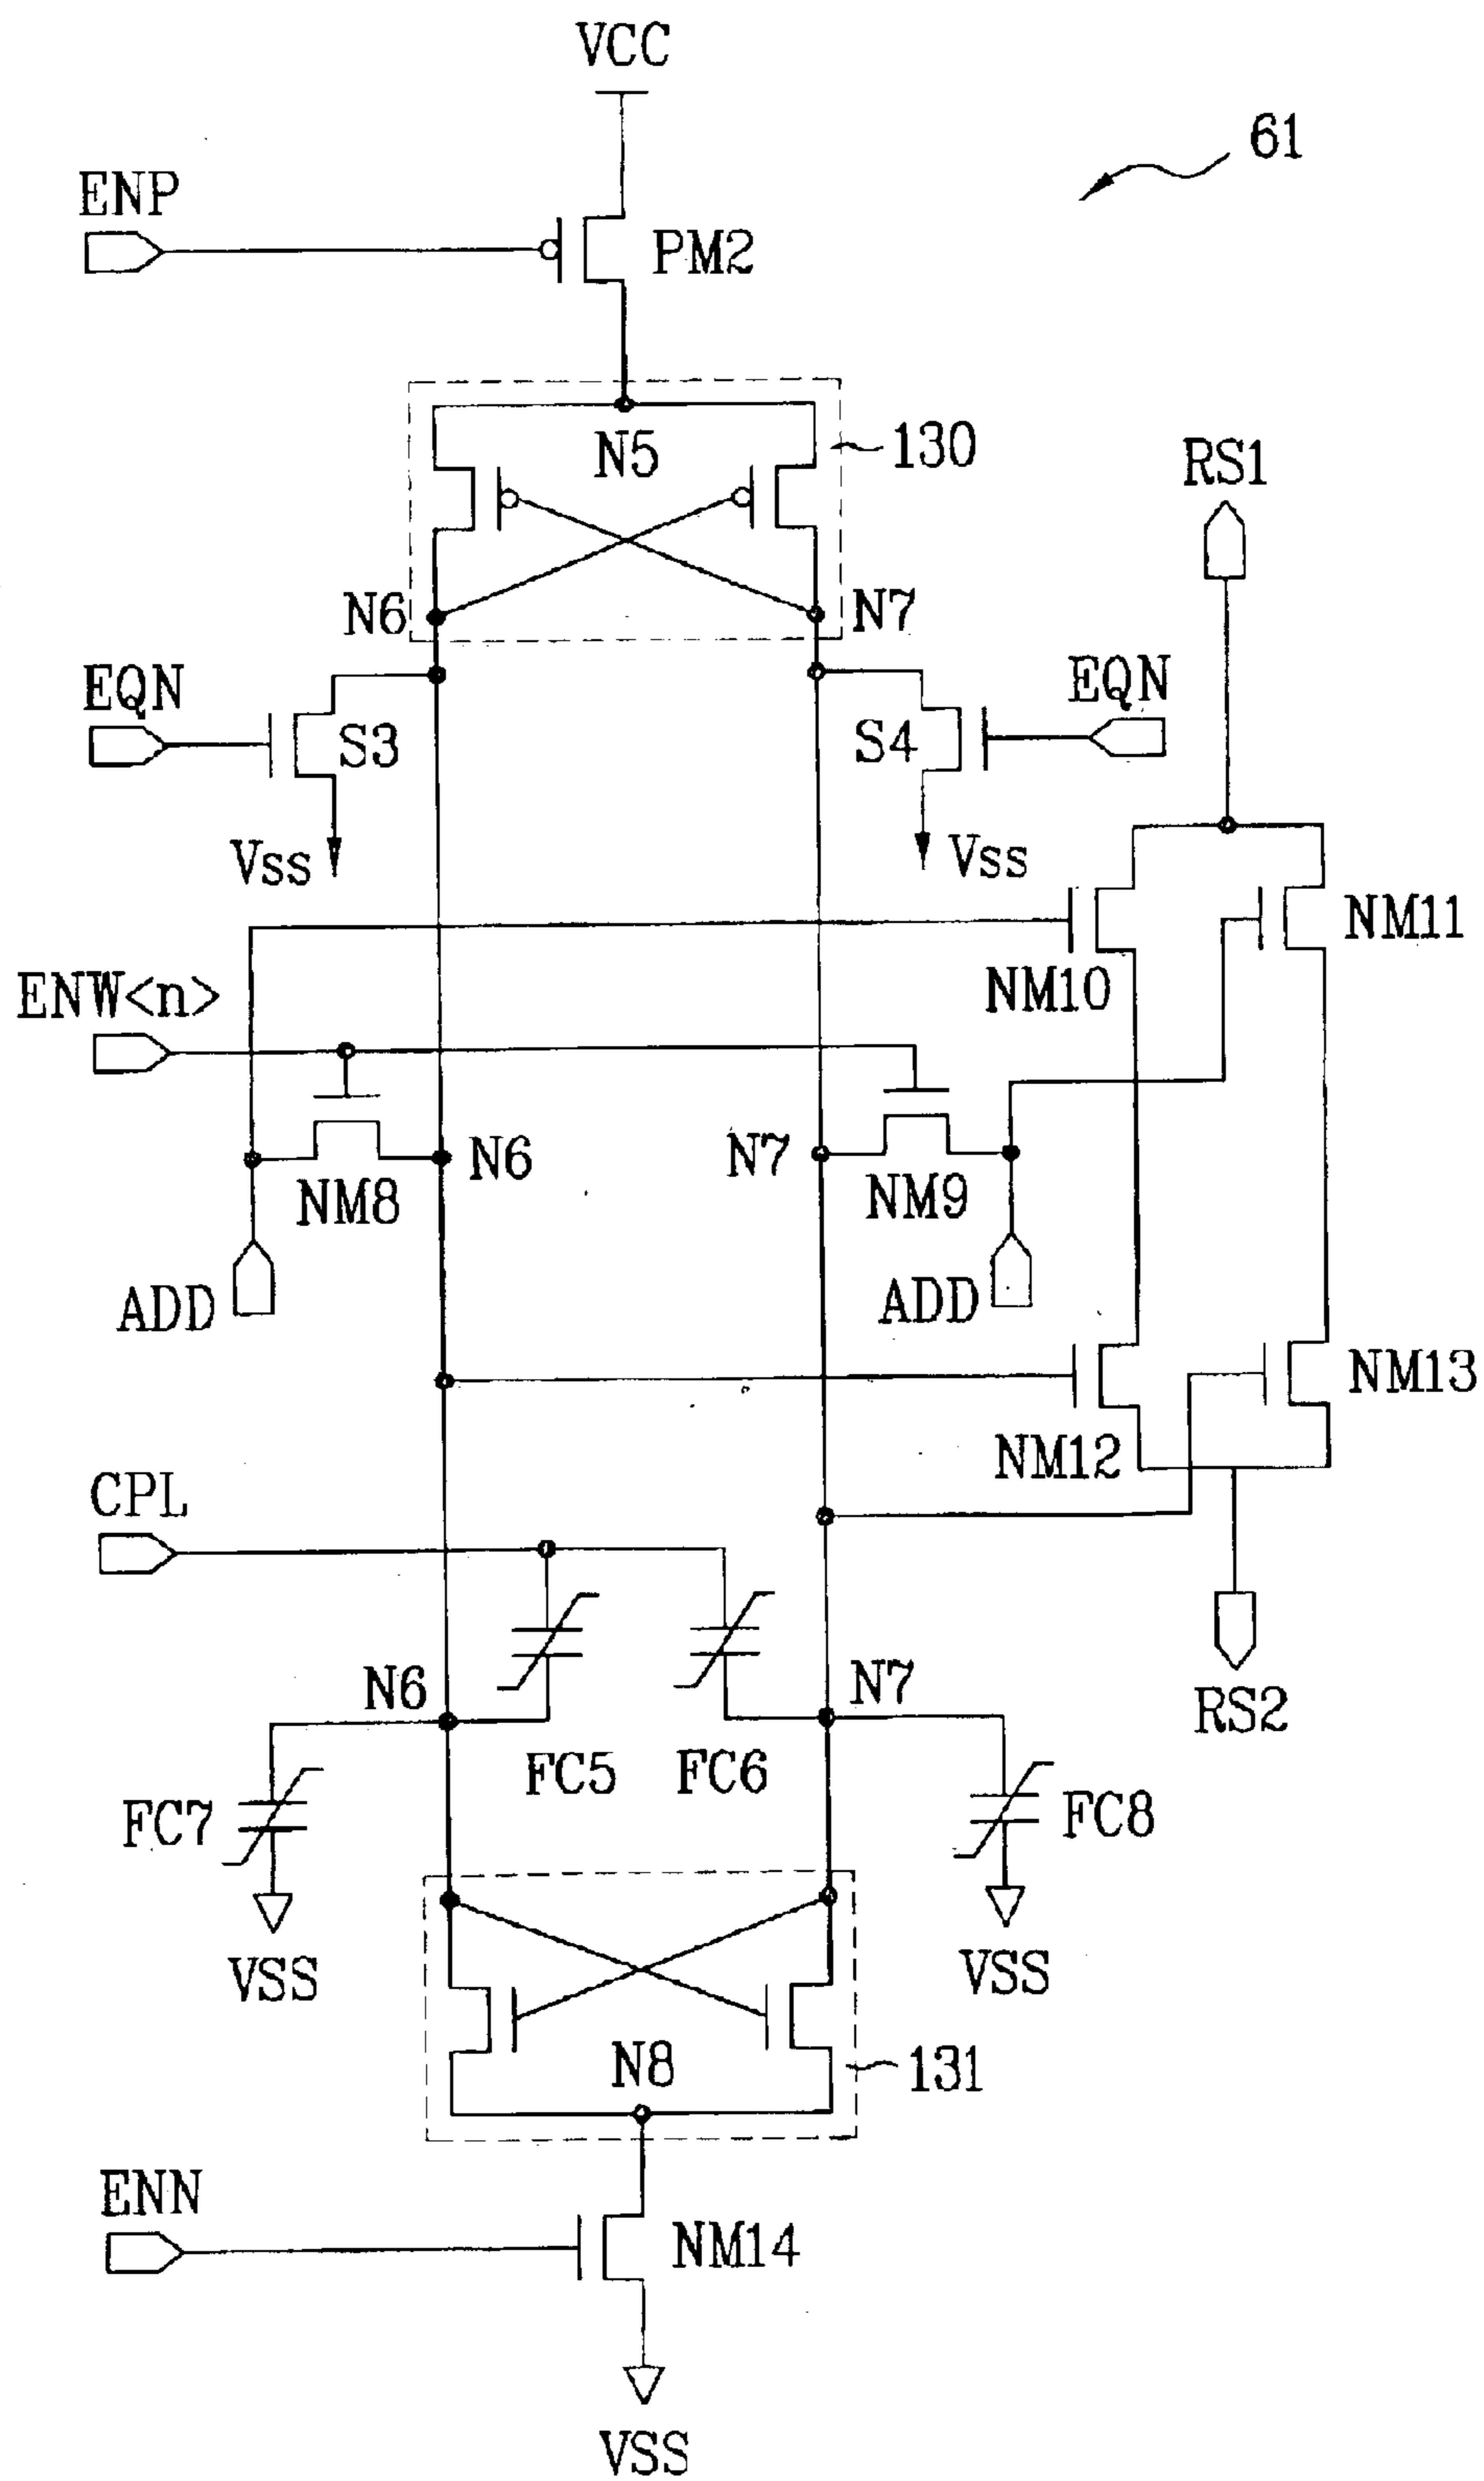 VCC
61
ENP
PM2
N5
130
RS1
N6
N7
EQN
S3
S4
EQN
Vss
Vss
NM11
NM10
ENW<n>
N6
N7
NM8
NM9
ADD
ADD
NM13
NM12
CPL
N6
N7
RS2
FC5
FC6
FC7
FC8
VSS
VSS
N8
131
ENN
NM14
VSS